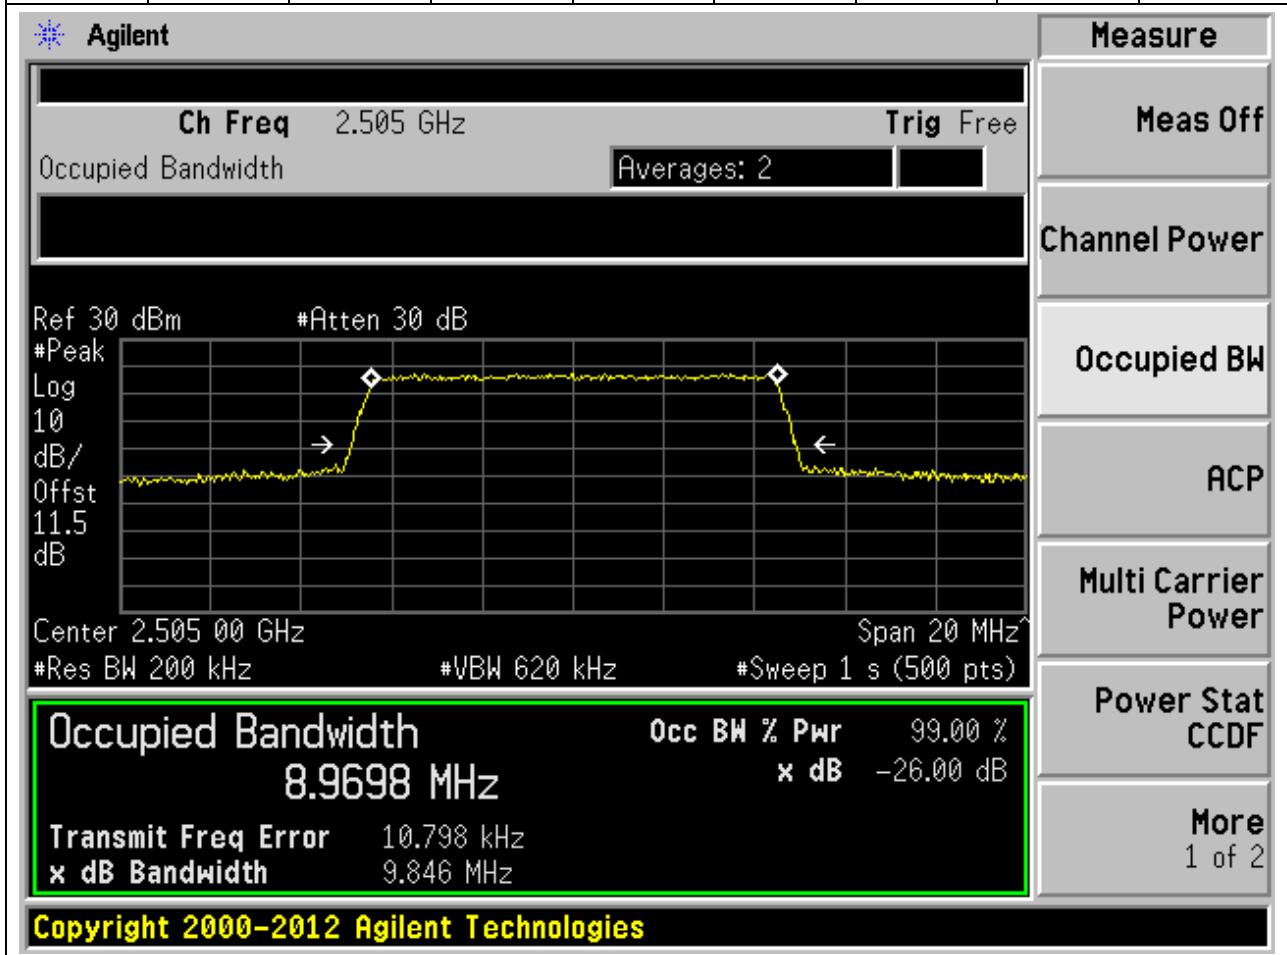 Agilent
Measure
Ch Freq 2.505 GHz Trig Free
Occupied Bandwidth Averages: 2
Meas Off
Channel Power
Occupied BW
ACP
Multi Carrier
Power
Power Stat
CCDF
More
1 of 2
Ref 30 dBm #Atten 30 dB
#Peak
Log
10
dB/
Offst
11.5
dB
Center 2.505 00 GHz Span 20 MHz^
#Res BW 200 kHz #VBW 620 kHz #Sweep 1 s (500 pts)
Occupied Bandwidth Occ BW % Pwr 99.00 %
8.9698 MHz x dB -26.00 dB
Transmit Freq Error 10.798 kHz
x dB Bandwidth 9.846 MHz
Copyright 2000-2012 Agilent Technologies